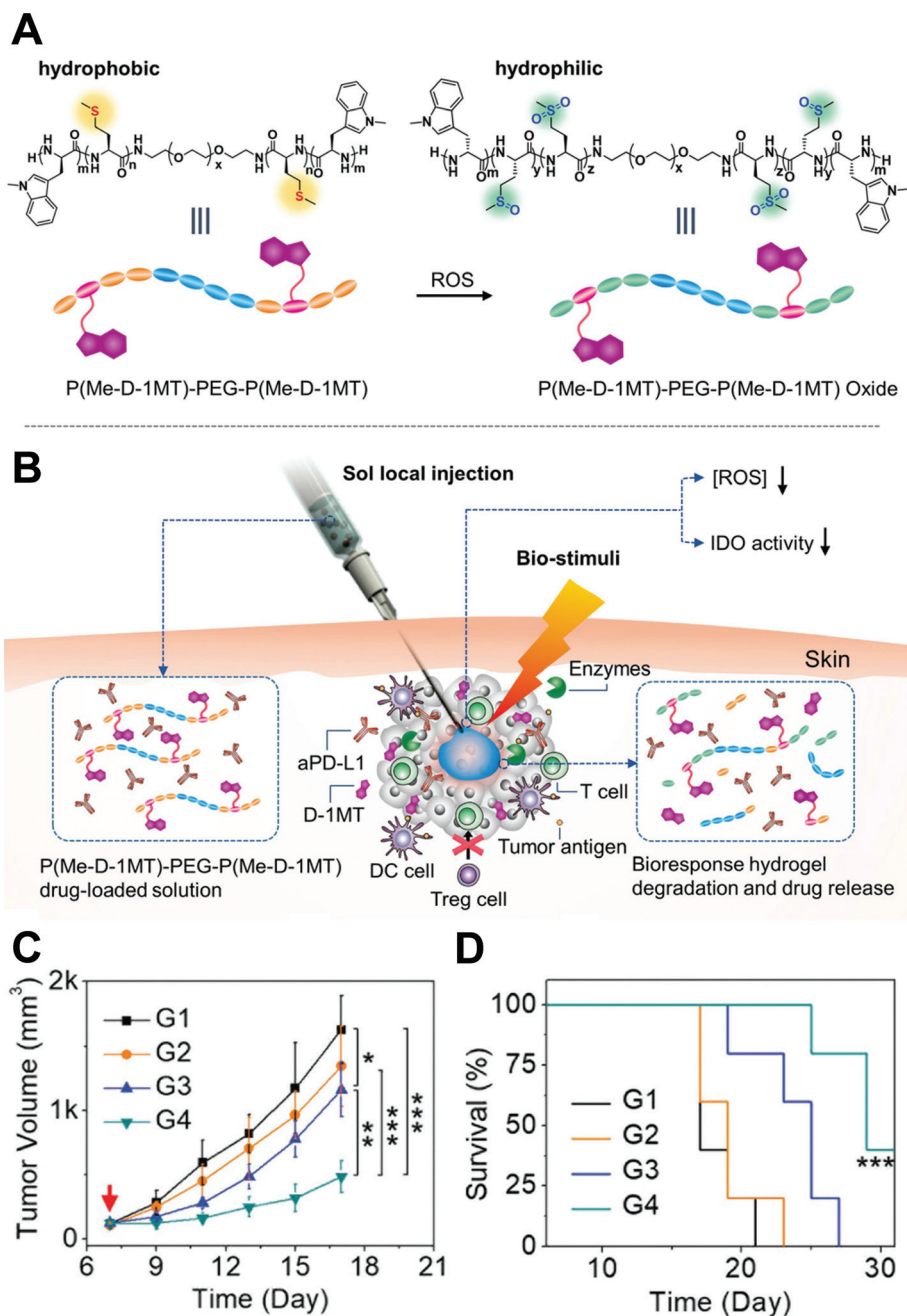 A
hydrophobic
hydrophilic
S
O
H
N
N
H
O
n
H
N
O
O
x
N
H
O
n
H
N
O
N
H
m
S
N
m
N
H
N
O
m
N
H
O
y
S
O
O
H
N
O
z
N
H
O
O
x
H
N
O
z
S
O
O
N
H
O
y
S
O
H
N
O
H
m
N
S
O
ROS
P(Me-D-1MT)-PEG-P(Me-D-1MT)
P(Me-D-1MT)-PEG-P(Me-D-1MT) Oxide
B
Sol local injection
[ROS]
IDO activity
Bio-stimuli
Skin
Enzymes
aPD-L1
D-1MT
T cell
Tumor antigen
DC cell
Treg cell
P(Me-D-1MT)-PEG-P(Me-D-1MT)
drug-loaded solution
Bioresponse hydrogel
degradation and drug release
C
Tumor Volume (mm³)
2k
1k
0
G1
G2
G3
G4
*
**
***
***
6 9 12 15 18 21
Time (Day)
D
Survival (%)
100
75
50
25
0
G1
G2
G3
G4
***
10 20 30
Time (Day)